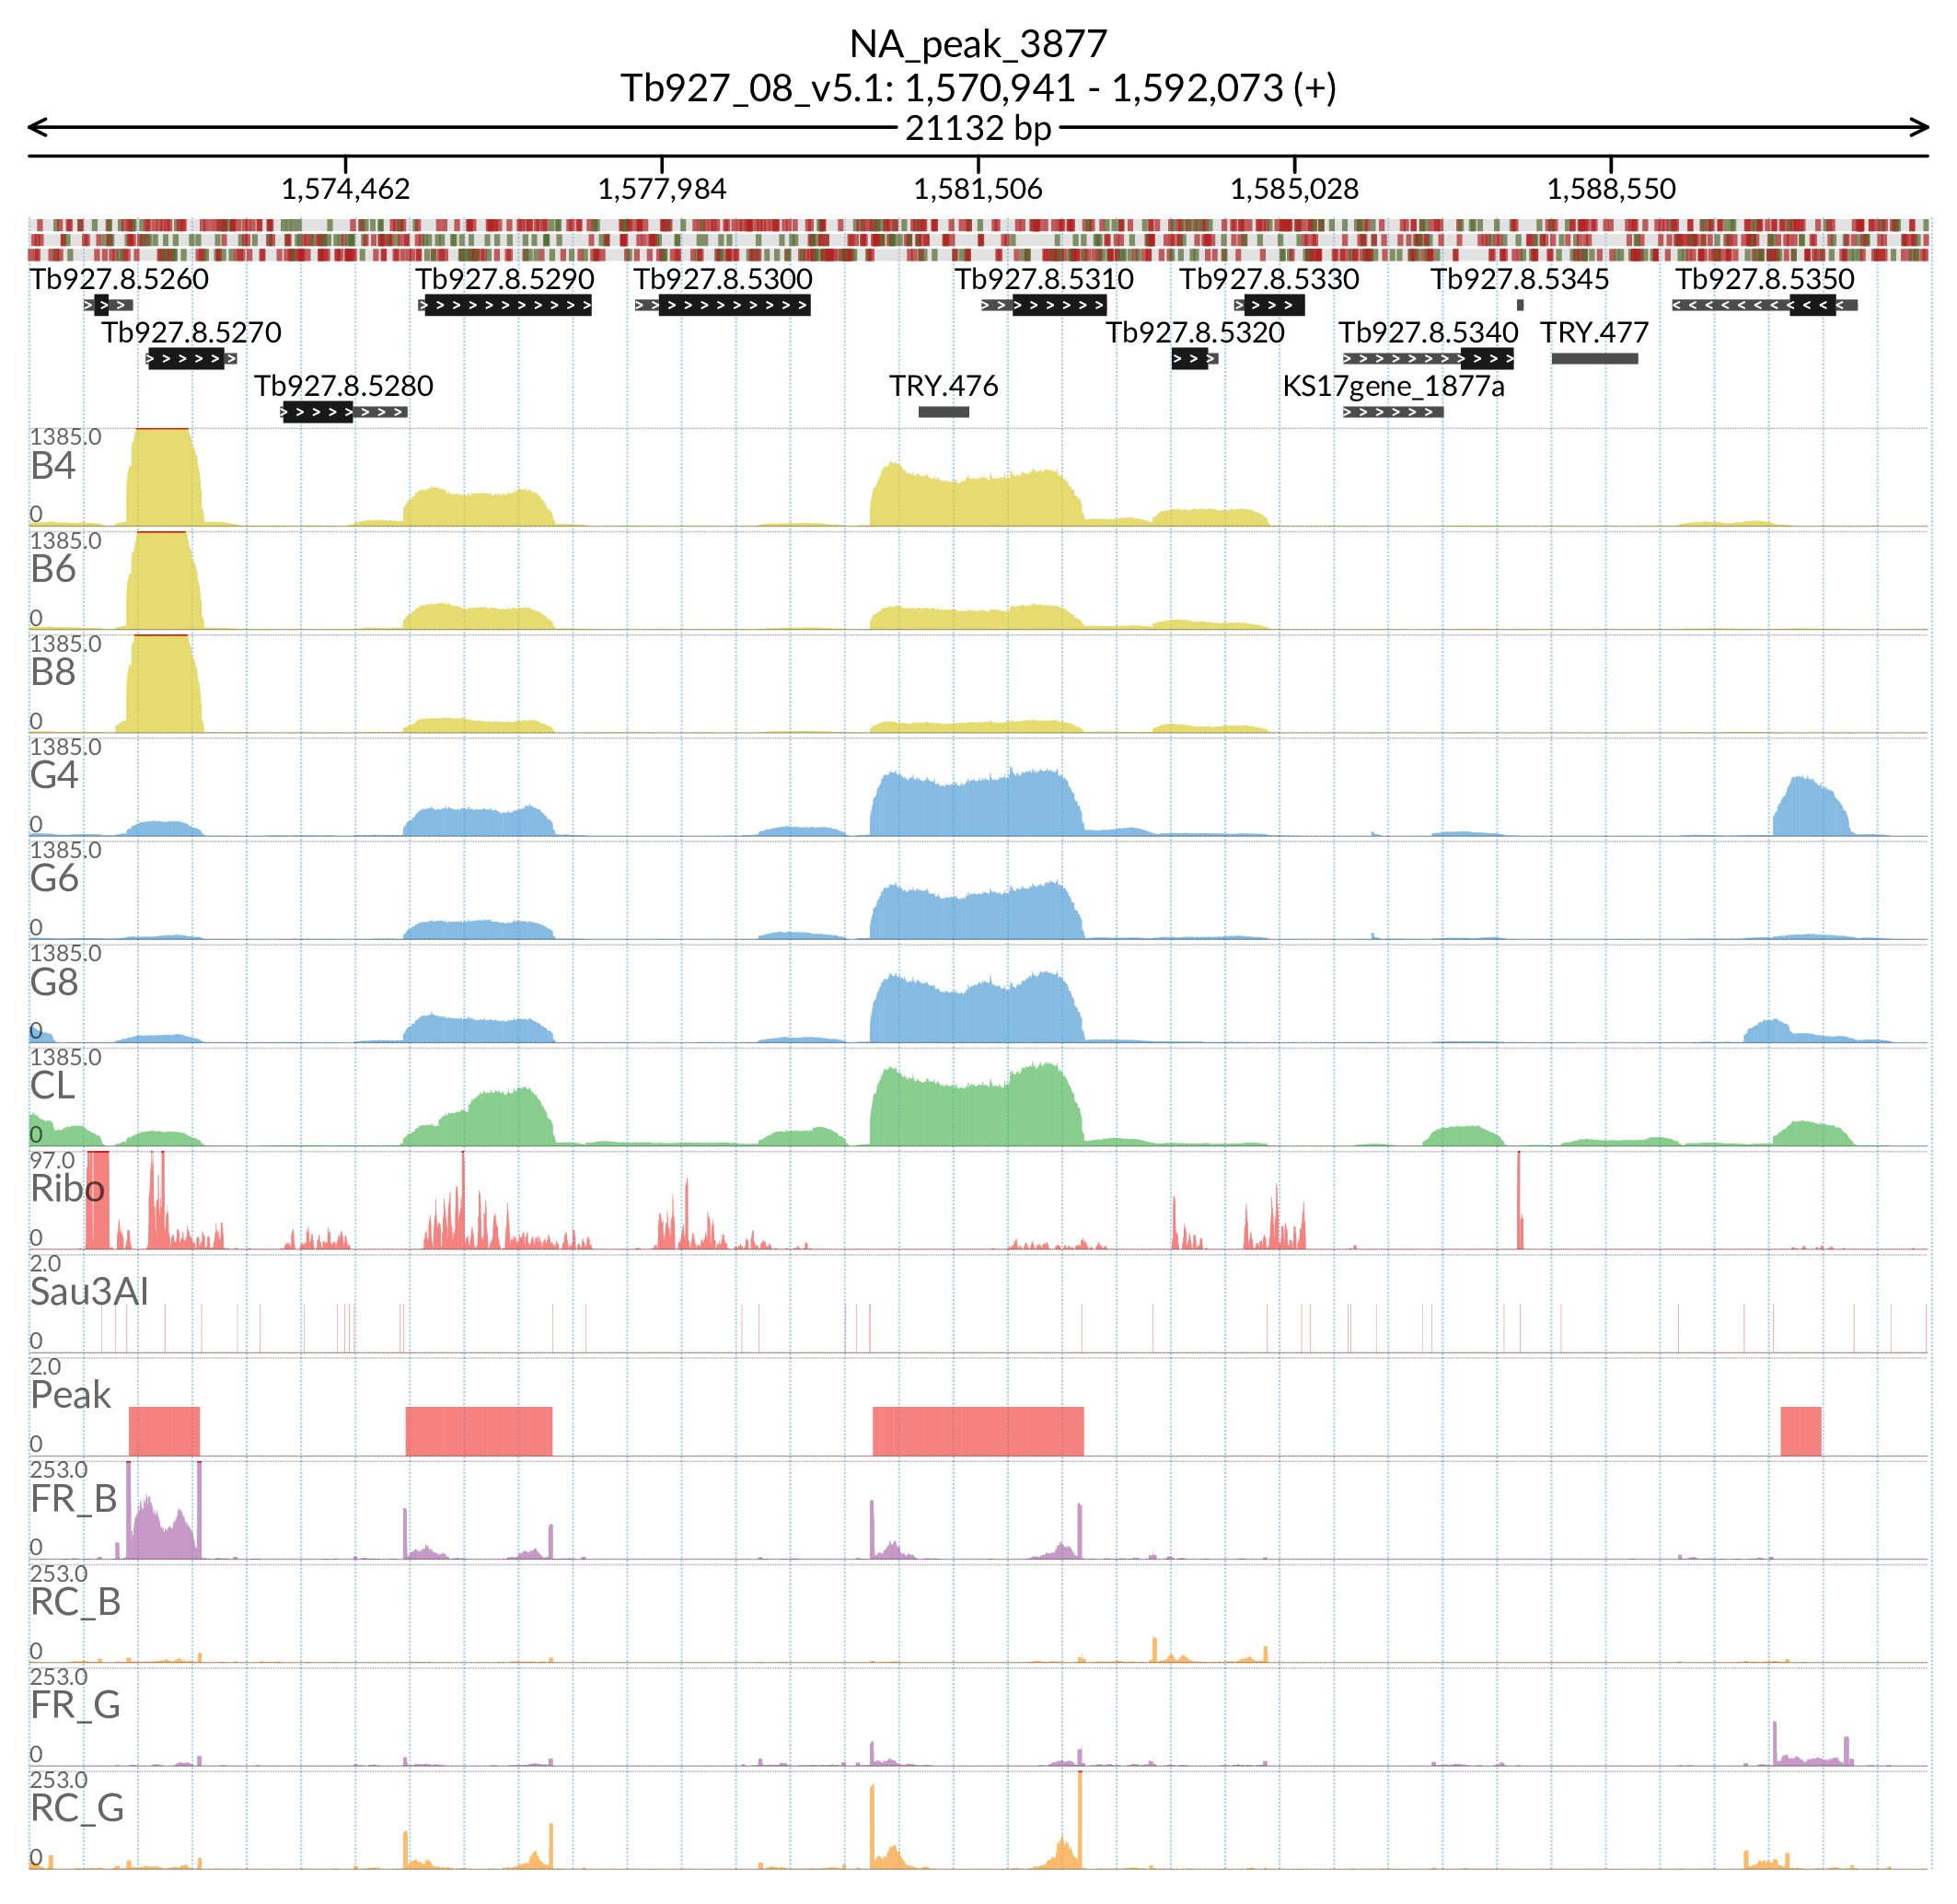 NA_peak_3877
Tb927_08_v5.1: 1,570,941 - 1,592,073 (+)
21132 bp
1,574,462 1,577,984 1,581,506 1,585,028 1,588,550
Tb927.8.5260 Tb927.8.5290 Tb927.8.5300 Tb927.8.5310 Tb927.8.5330 Tb927.8.5345 Tb927.8.5350
Tb927.8.5270 Tb927.8.5320 Tb927.8.5340 TRY.477
Tb927.8.5280 TRY.476 KS17gene_1877a
1385.0
B4
0
1385.0
B6
0
1385.0
B8
0
1385.0
G4
0
1385.0
G6
0
1385.0
G8
0
1385.0
CL
0
97.0
Ribo
0
2.0
Sau3AI
0
2.0
Peak
0
253.0
FR_B
0
253.0
RC_B
0
253.0
FR_G
0
253.0
RC_G
0